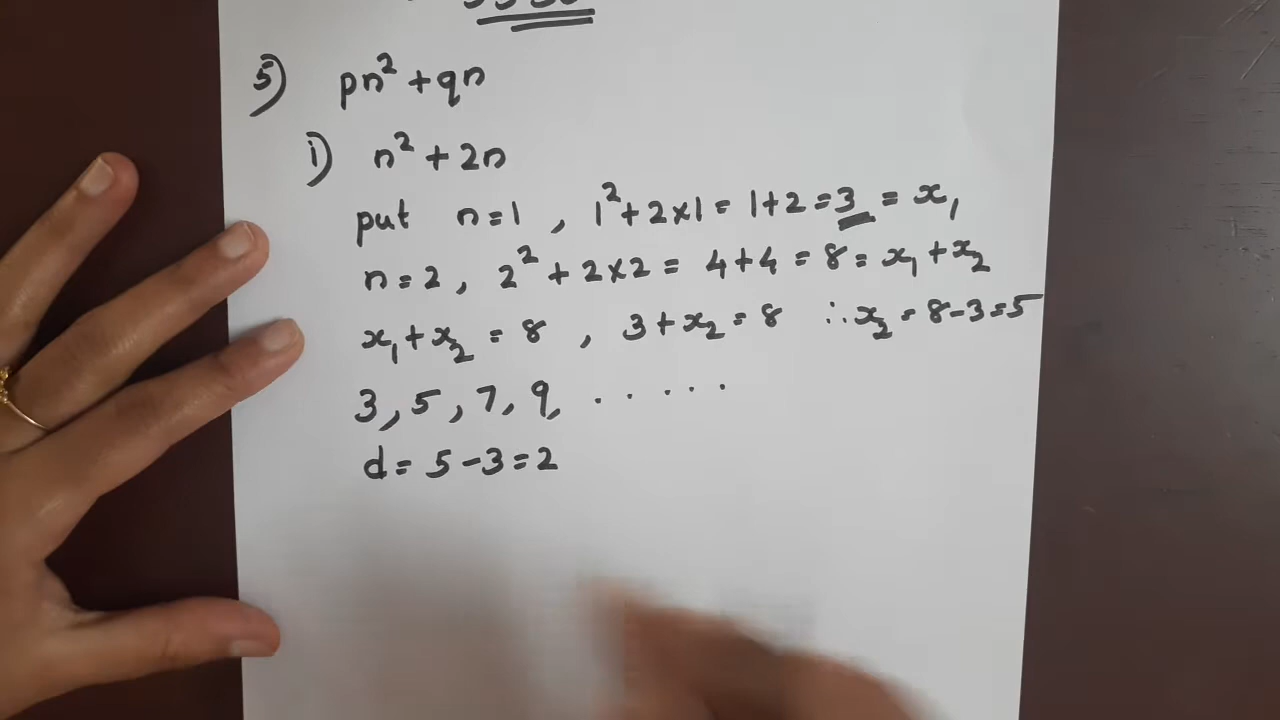 5) pn² + qn
i) n² + 2n
put n=1 , 1² + 2×1 = 1+2 = 3 = x₁
n=2 , 2² + 2×2 = 4+4 = 8 = x₁ + x₂
x₁ + x₂ = 8 , 3 + x₂ = 8 ∴ x₂ = 8-3=5
3, 5, 7, 9, . . . . .
d = 5-3=2